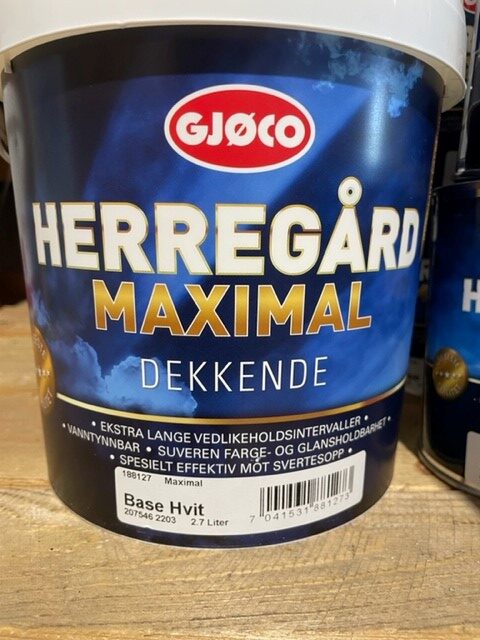 GJØCO
HERREGÅRD
MAXIMAL
DEKKENDE
• EKSTRA LANGE VEDLIKEHOLDSINTERVALLER •
• VANNTYNNBAR • SUVEREN FARGE- OG GLANSHOLDBARHET •
• SPESIELT EFFEKTIV MOT SVERTESOPP •
188127 Maximal
Base Hvit
207546 2203 2.7 Liter
7 041531 881273
H